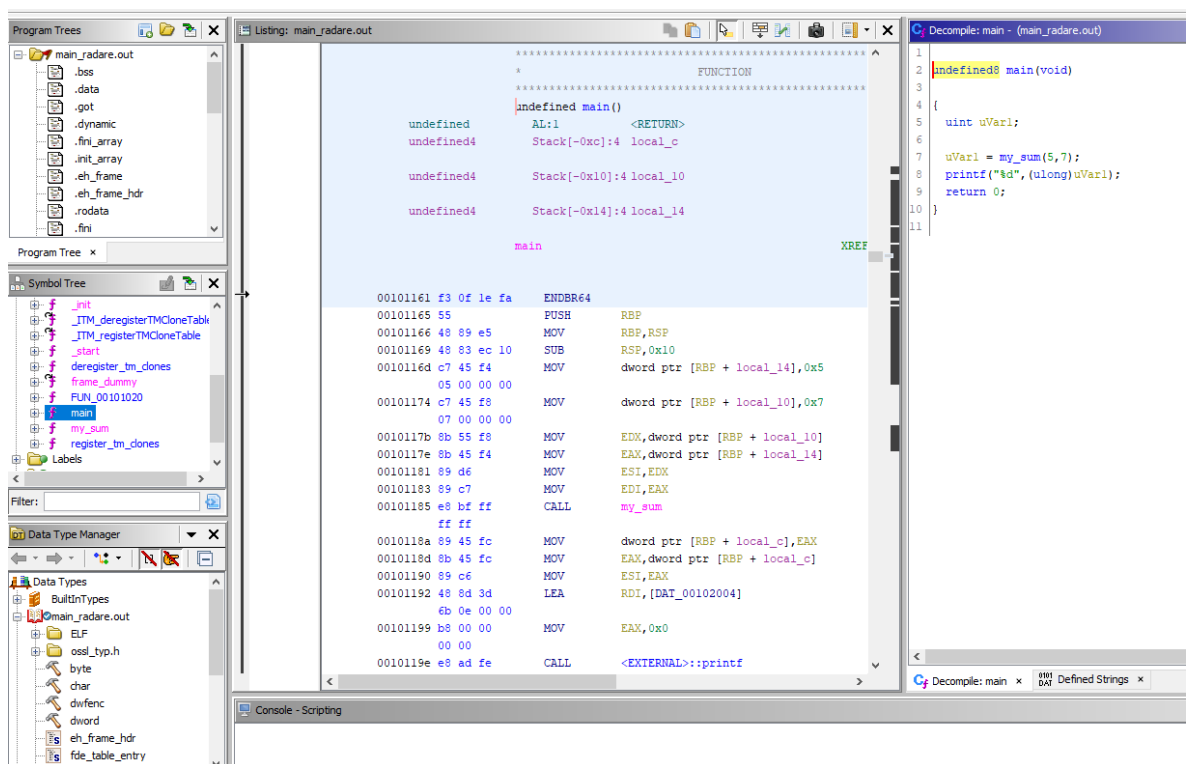 Program Trees
main_radare.out
.bss
.data
.got
.dynamic
.fini_array
.init_array
.eh_frame
.eh_frame_hdr
.rodata
.fini
Program Tree ×
Symbol Tree
_init
_ITM_deregisterTMCloneTable
_ITM_registerTMCloneTable
_start
deregister_tm_clones
frame_dummy
FUN_00101020
main
my_sum
register_tm_clones
Labels
Filter:
Data Type Manager
Data Types
BuiltInTypes
main_radare.out
ELF
ossl_typ.h
byte
char
dwfenc
dword
eh_frame_hdr
fde_table_entry
Listing: main_radare.out
* FUNCTION
undefined main()
undefined AL:1 <RETURN>
undefined4 Stack[-0xc]:4 local_c
undefined4 Stack[-0x10]:4 local_10
undefined4 Stack[-0x14]:4 local_14
main XREF
00101161 f3 0f 1e fa ENDBR64
00101165 55 PUSH RBP
00101166 48 89 e5 MOV RBP,RSP
00101169 48 83 ec 10 SUB RSP,0x10
0010116d c7 45 f4 MOV dword ptr [RBP + local_14],0x5
05 00 00 00
00101174 c7 45 f8 MOV dword ptr [RBP + local_10],0x7
07 00 00 00
0010117b 8b 55 f8 MOV EDX,dword ptr [RBP + local_10]
0010117e 8b 45 f4 MOV EAX,dword ptr [RBP + local_14]
00101181 89 d6 MOV ESI,EDX
00101183 89 c7 MOV EDI,EAX
00101185 e8 bf ff CALL my_sum
ff ff
0010118a 89 45 fc MOV dword ptr [RBP + local_c],EAX
0010118d 8b 45 fc MOV EAX,dword ptr [RBP + local_c]
00101190 89 c6 MOV ESI,EAX
00101192 48 8d 3d LEA RDI,[DAT_00102004]
6b 0e 00 00
00101199 b8 00 00 MOV EAX,0x0
00 00
0010119e e8 ad fe CALL <EXTERNAL>::printf
Console - Scripting
Decompile: main - (main_radare.out)
1
2 undefined8 main(void)
3
4 {
5 uint uVar1;
6
7 uVar1 = my_sum(5,7);
8 printf("%d",(ulong)uVar1);
9 return 0;
10 }
11
Decompile: main × Defined Strings ×